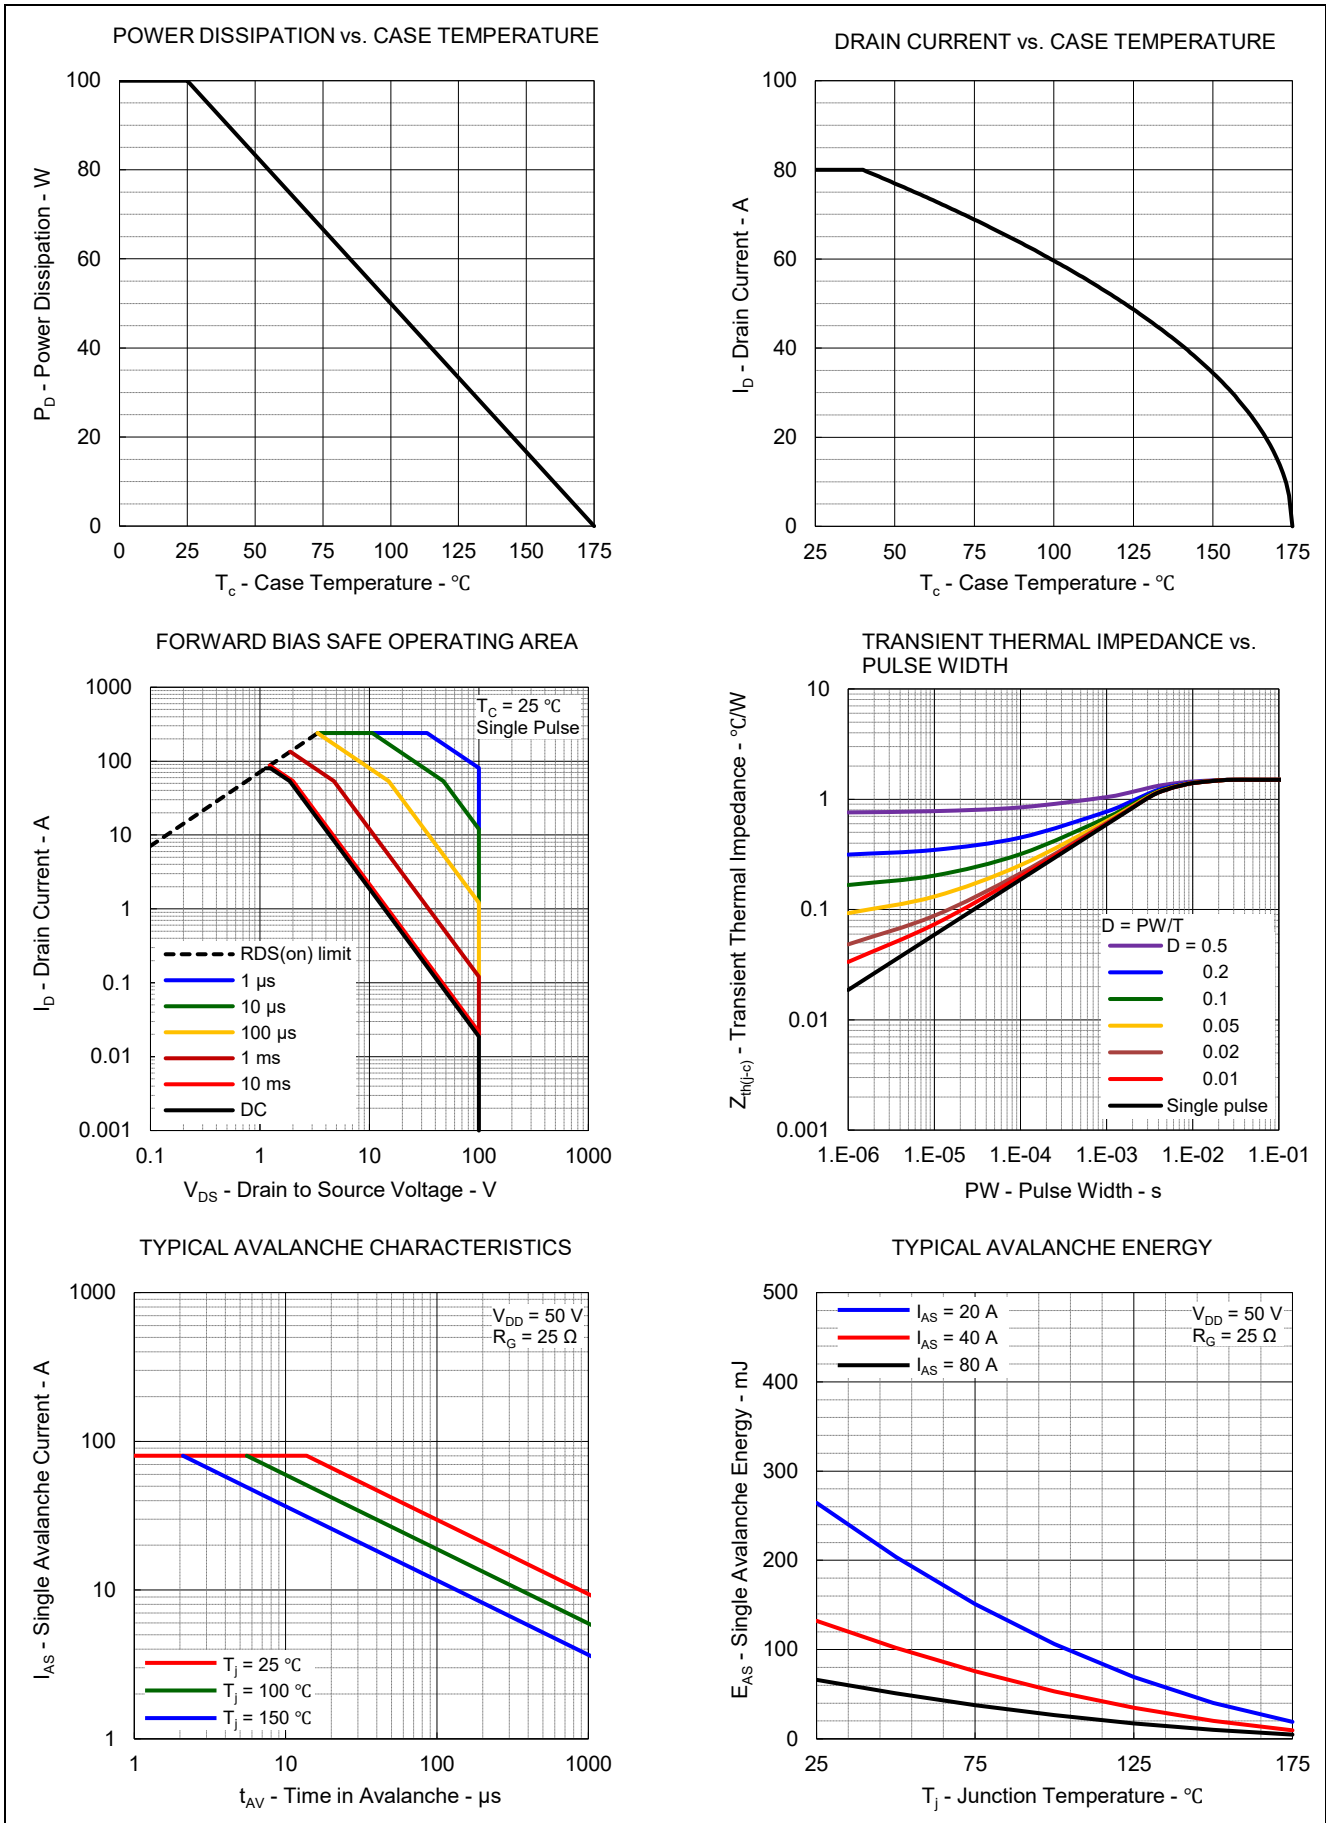 POWER DISSIPATION vs. CASE TEMPERATURE
P_D - Power Dissipation - W
100
80
60
40
20
0
0 25 50 75 100 125 150 175
T_c - Case Temperature - ℃
DRAIN CURRENT vs. CASE TEMPERATURE
I_D - Drain Current - A
100
80
60
40
20
0
25 50 75 100 125 150 175
T_c - Case Temperature - ℃
FORWARD BIAS SAFE OPERATING AREA
I_D - Drain Current - A
1000
100
10
1
0.1
0.01
0.001
T_C = 25 ℃
Single Pulse
RDS(on) limit
1 µs
10 µs
100 µs
1 ms
10 ms
DC
0.1 1 10 100 1000
V_DS - Drain to Source Voltage - V
TRANSIENT THERMAL IMPEDANCE vs.
PULSE WIDTH
Z_th(j-c) - Transient Thermal Impedance - ℃/W
10
1
0.1
0.01
0.001
D = PW/T
D = 0.5
0.2
0.1
0.05
0.02
0.01
Single pulse
1.E-06 1.E-05 1.E-04 1.E-03 1.E-02 1.E-01
PW - Pulse Width - s
TYPICAL AVALANCHE CHARACTERISTICS
I_AS - Single Avalanche Current - A
1000
100
10
1
V_DD = 50 V
R_G = 25 Ω
T_j = 25 ℃
T_j = 100 ℃
T_j = 150 ℃
1 10 100 1000
t_AV - Time in Avalanche - µs
TYPICAL AVALANCHE ENERGY
E_AS - Single Avalanche Energy - mJ
500
400
300
200
100
0
I_AS = 20 A
I_AS = 40 A
I_AS = 80 A
V_DD = 50 V
R_G = 25 Ω
25 75 125 175
T_j - Junction Temperature - ℃